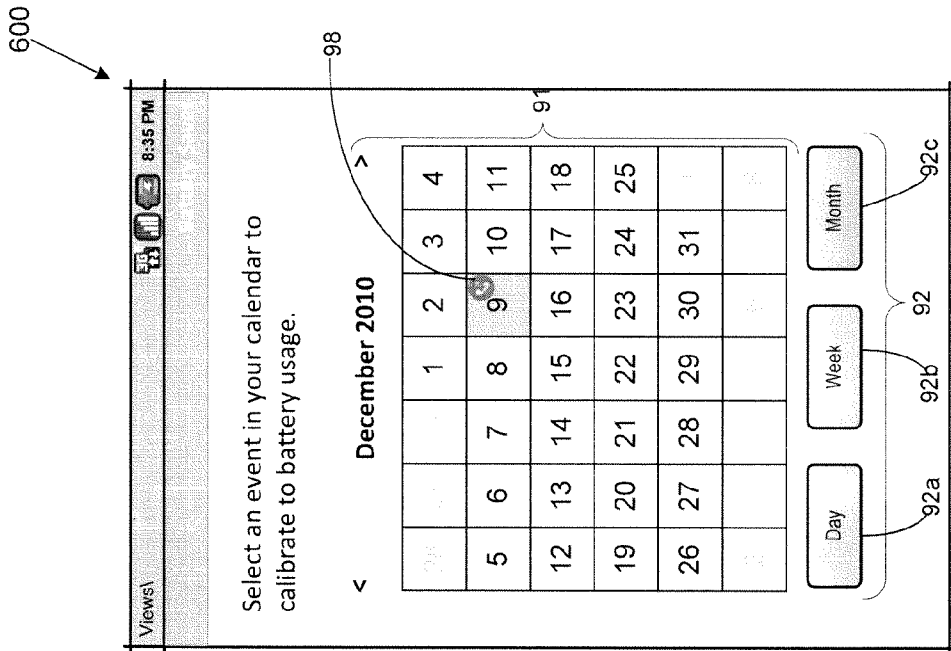 600
Views\ 3G 8:35 PM
Select an event in your calendar to
calibrate to battery usage.
98
< December 2010 >
1 2 3 4
5 6 7 8 9 10 11
12 13 14 15 16 17 18
19 20 21 22 23 24 25
26 27 28 29 30 31
91
Day Week Month
92a 92b 92c
92